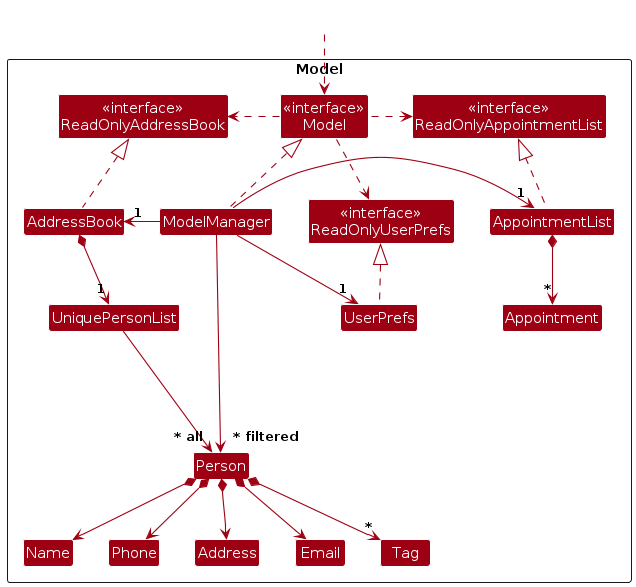 Model
«interface»
ReadOnlyAddressBook
«interface»
Model
«interface»
ReadOnlyAppointmentList
AddressBook
1
ModelManager
«interface»
ReadOnlyUserPrefs
1
AppointmentList
1
UniquePersonList
1
UserPrefs
*
Appointment
* all
* filtered
Person
Name
Phone
Address
Email
*
Tag